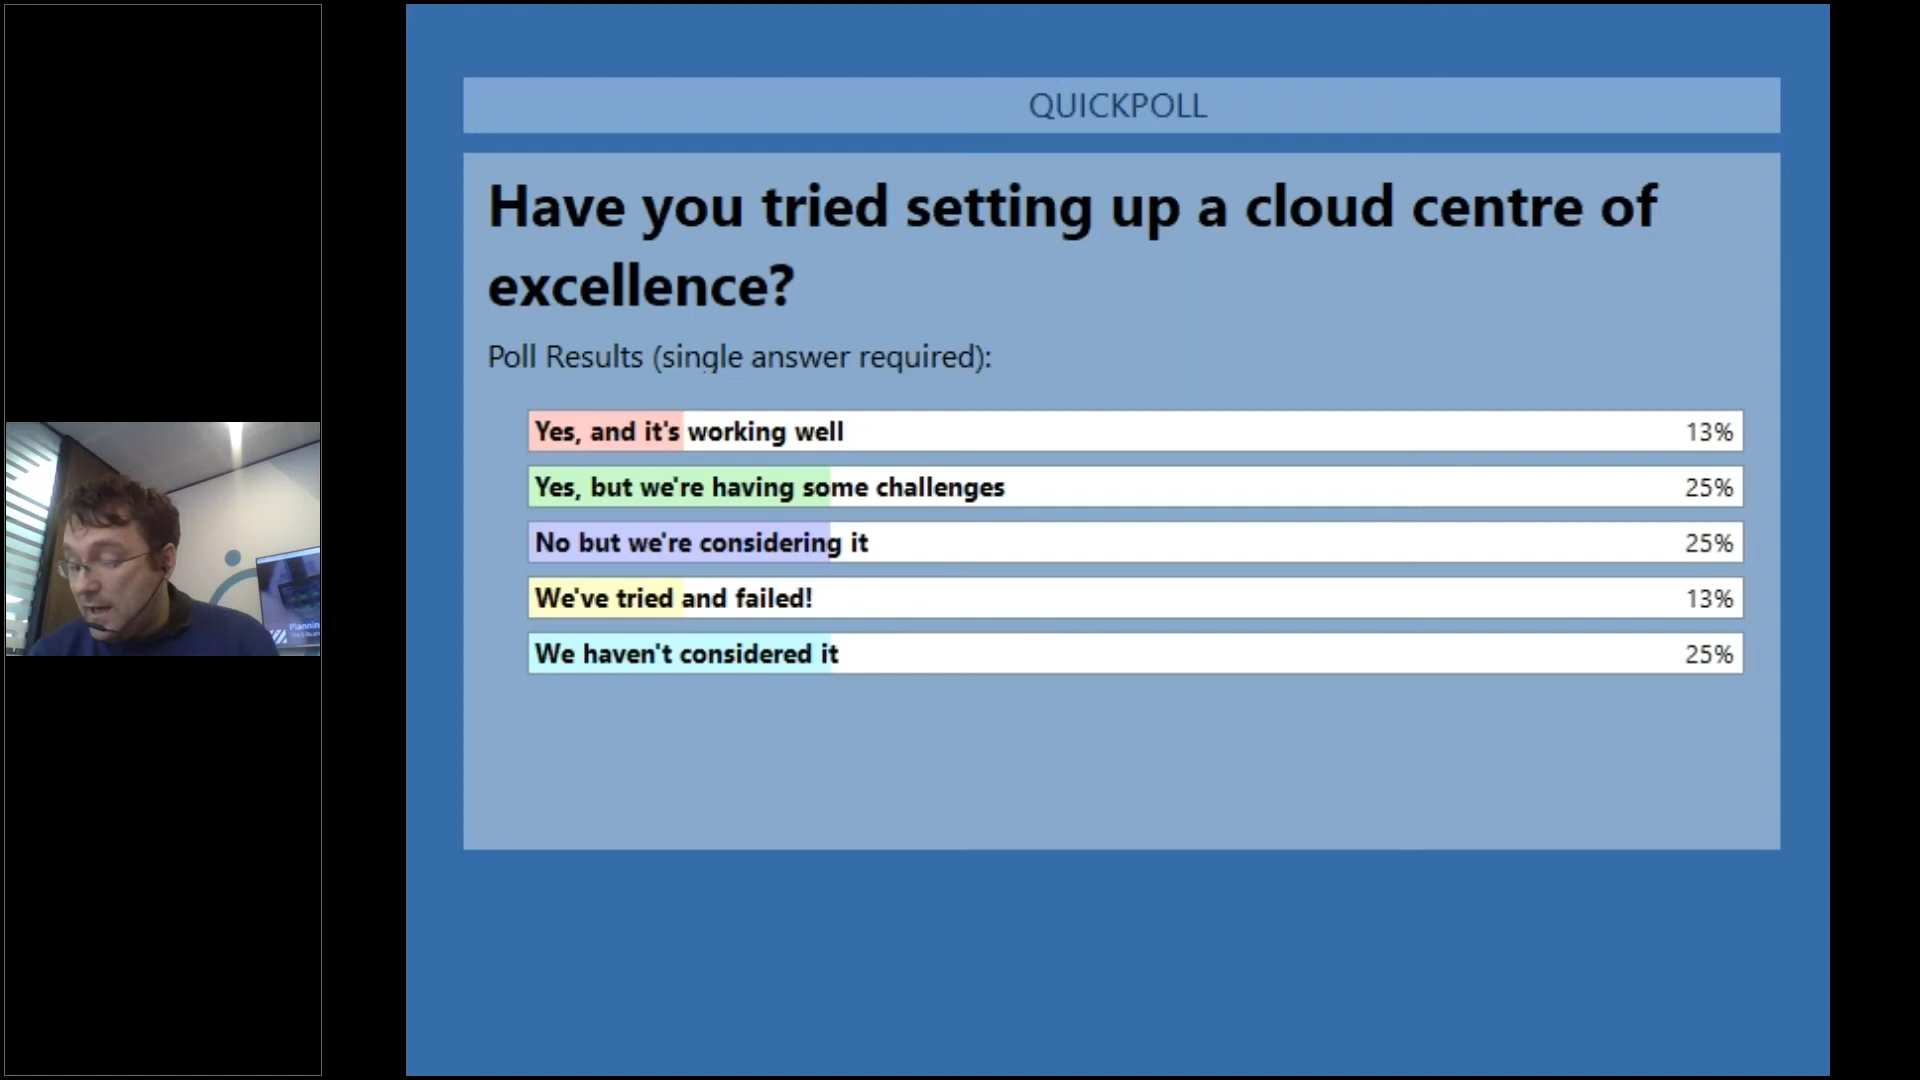 QUICKPOLL
Have you tried setting up a cloud centre of
excellence?
Poll Results (single answer required):
Yes, and it's working well 13%
Yes, but we're having some challenges 25%
No but we're considering it 25%
We've tried and failed! 13%
We haven't considered it 25%